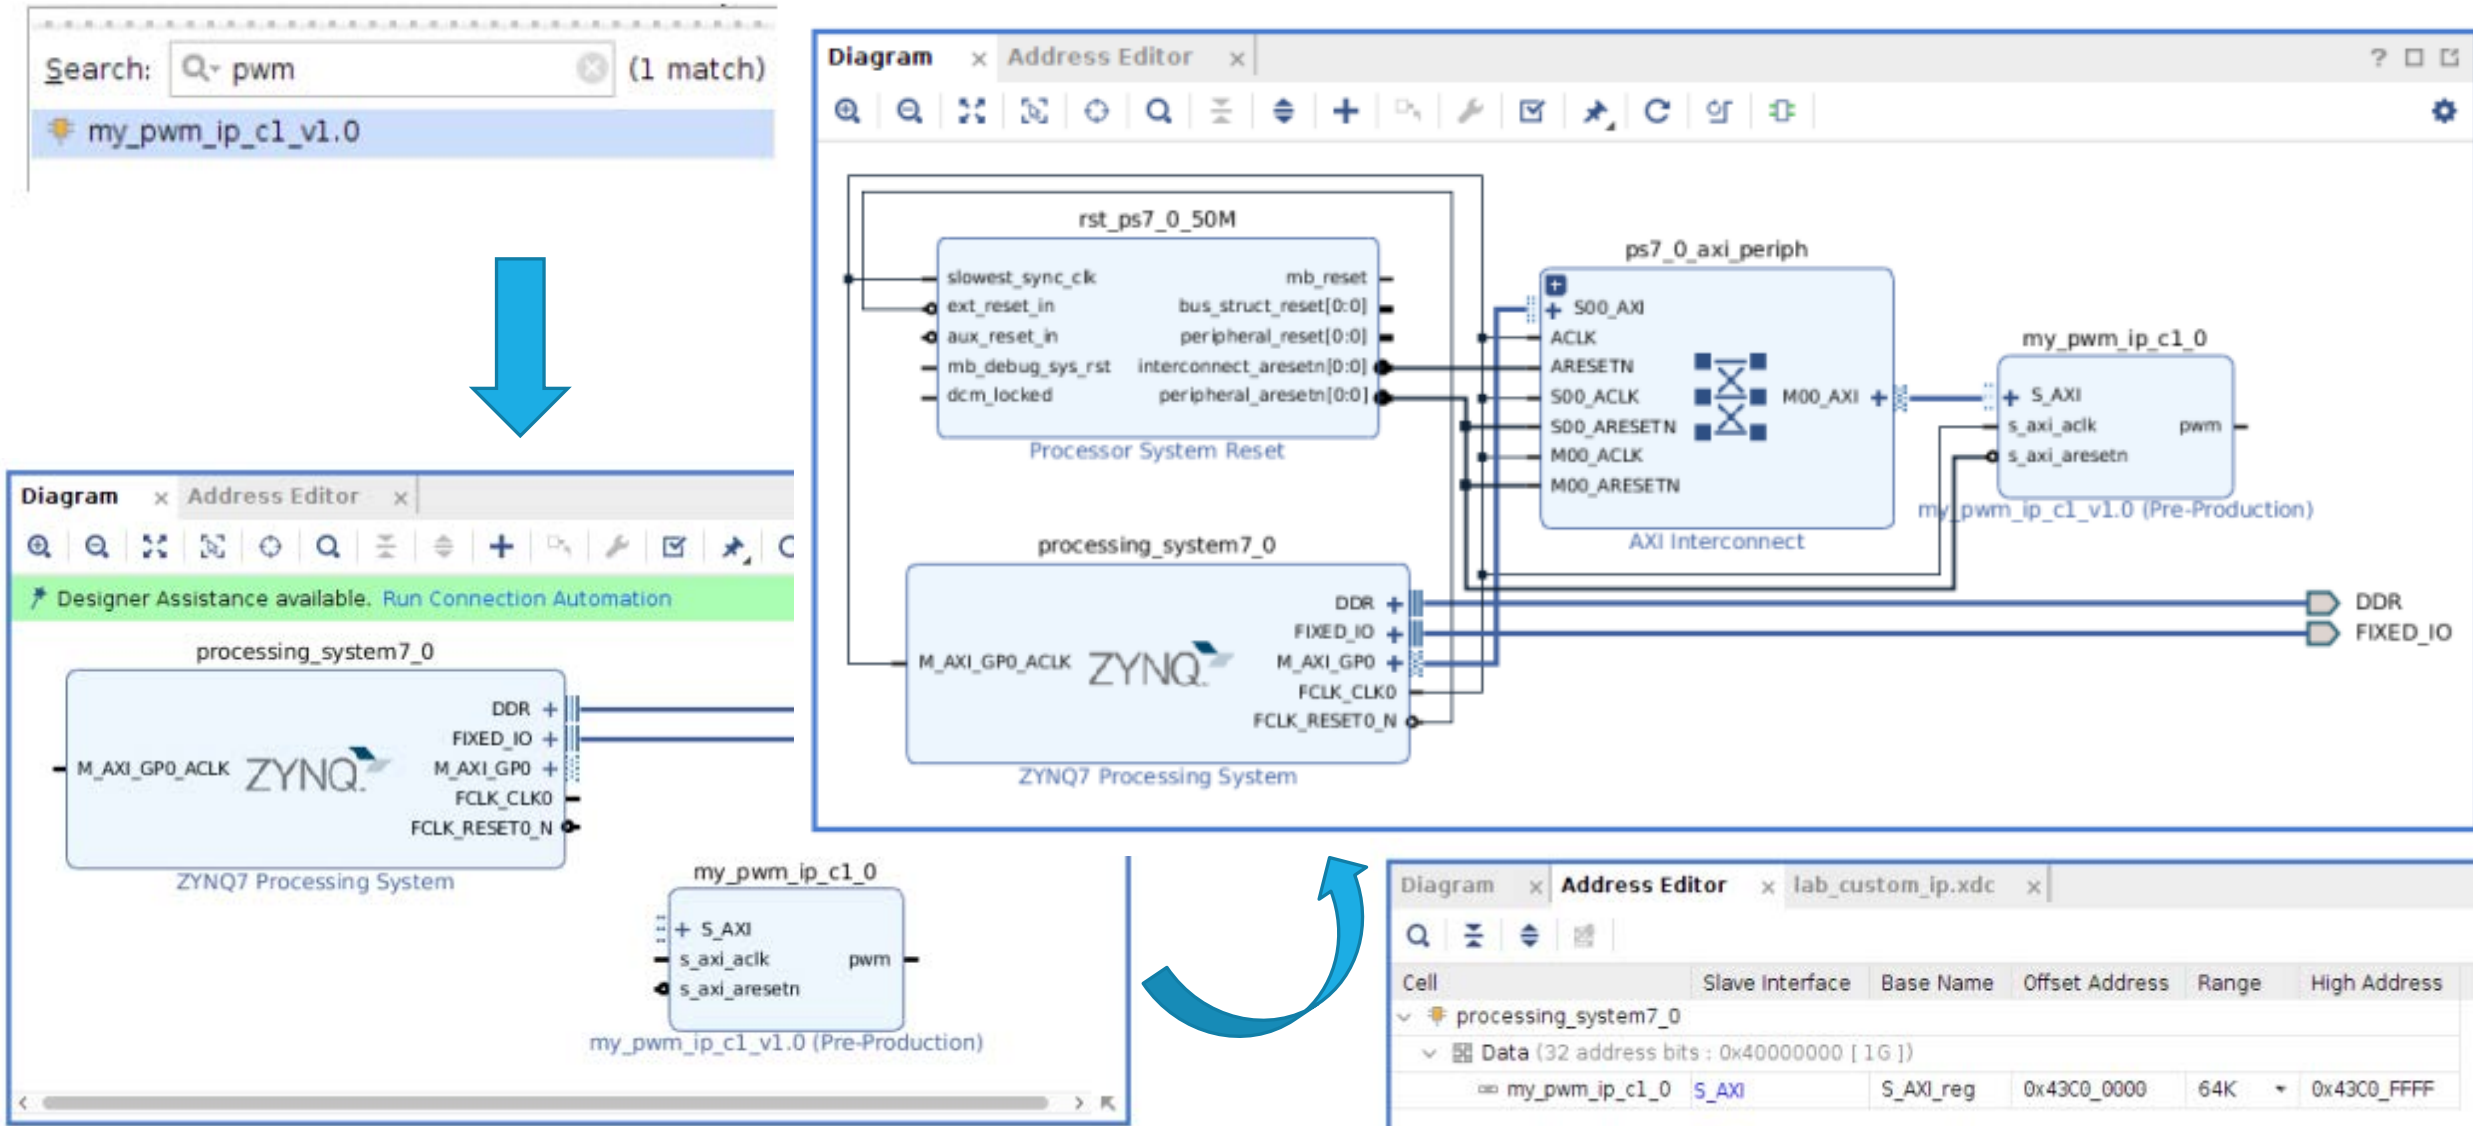 Search: pwm (1 match)
my_pwm_ip_c1_v1.0
Diagram Address Editor
Designer Assistance available. Run Connection Automation
processing_system7_0
DDR
FIXED_IO
M_AXI_GP0_ACLK ZYNQ M_AXI_GP0
FCLK_CLK0
FCLK_RESET0_N
ZYNQ7 Processing System
my_pwm_ip_c1_0
S_AXI
s_axi_aclk pwm
s_axi_aresetn
my_pwm_ip_c1_v1.0 (Pre-Production)
Diagram Address Editor
rst_ps7_0_50M
slowest_sync_clk mb_reset
ext_reset_in bus_struct_reset[0:0]
aux_reset_in peripheral_reset[0:0]
mb_debug_sys_rst interconnect_aresetn[0:0]
dcm_locked peripheral_aresetn[0:0]
Processor System Reset
ps7_0_axi_periph
S00_AXI
ACLK
ARESETN
S00_ACLK M00_AXI
S00_ARESETN
M00_ACLK
M00_ARESETN
AXI Interconnect
my_pwm_ip_c1_0
S_AXI
s_axi_aclk pwm
s_axi_aresetn
my_pwm_ip_c1_v1.0 (Pre-Production)
processing_system7_0
DDR
FIXED_IO
M_AXI_GP0_ACLK ZYNQ M_AXI_GP0
FCLK_CLK0
FCLK_RESET0_N
ZYNQ7 Processing System
DDR
FIXED_IO
Diagram Address Editor lab_custom_ip.xdc
Cell Slave Interface Base Name Offset Address Range High Address
processing_system7_0
Data (32 address bits : 0x40000000 [ 1G ])
my_pwm_ip_c1_0 S_AXI S_AXI_reg 0x43C0_0000 64K 0x43C0_FFFF